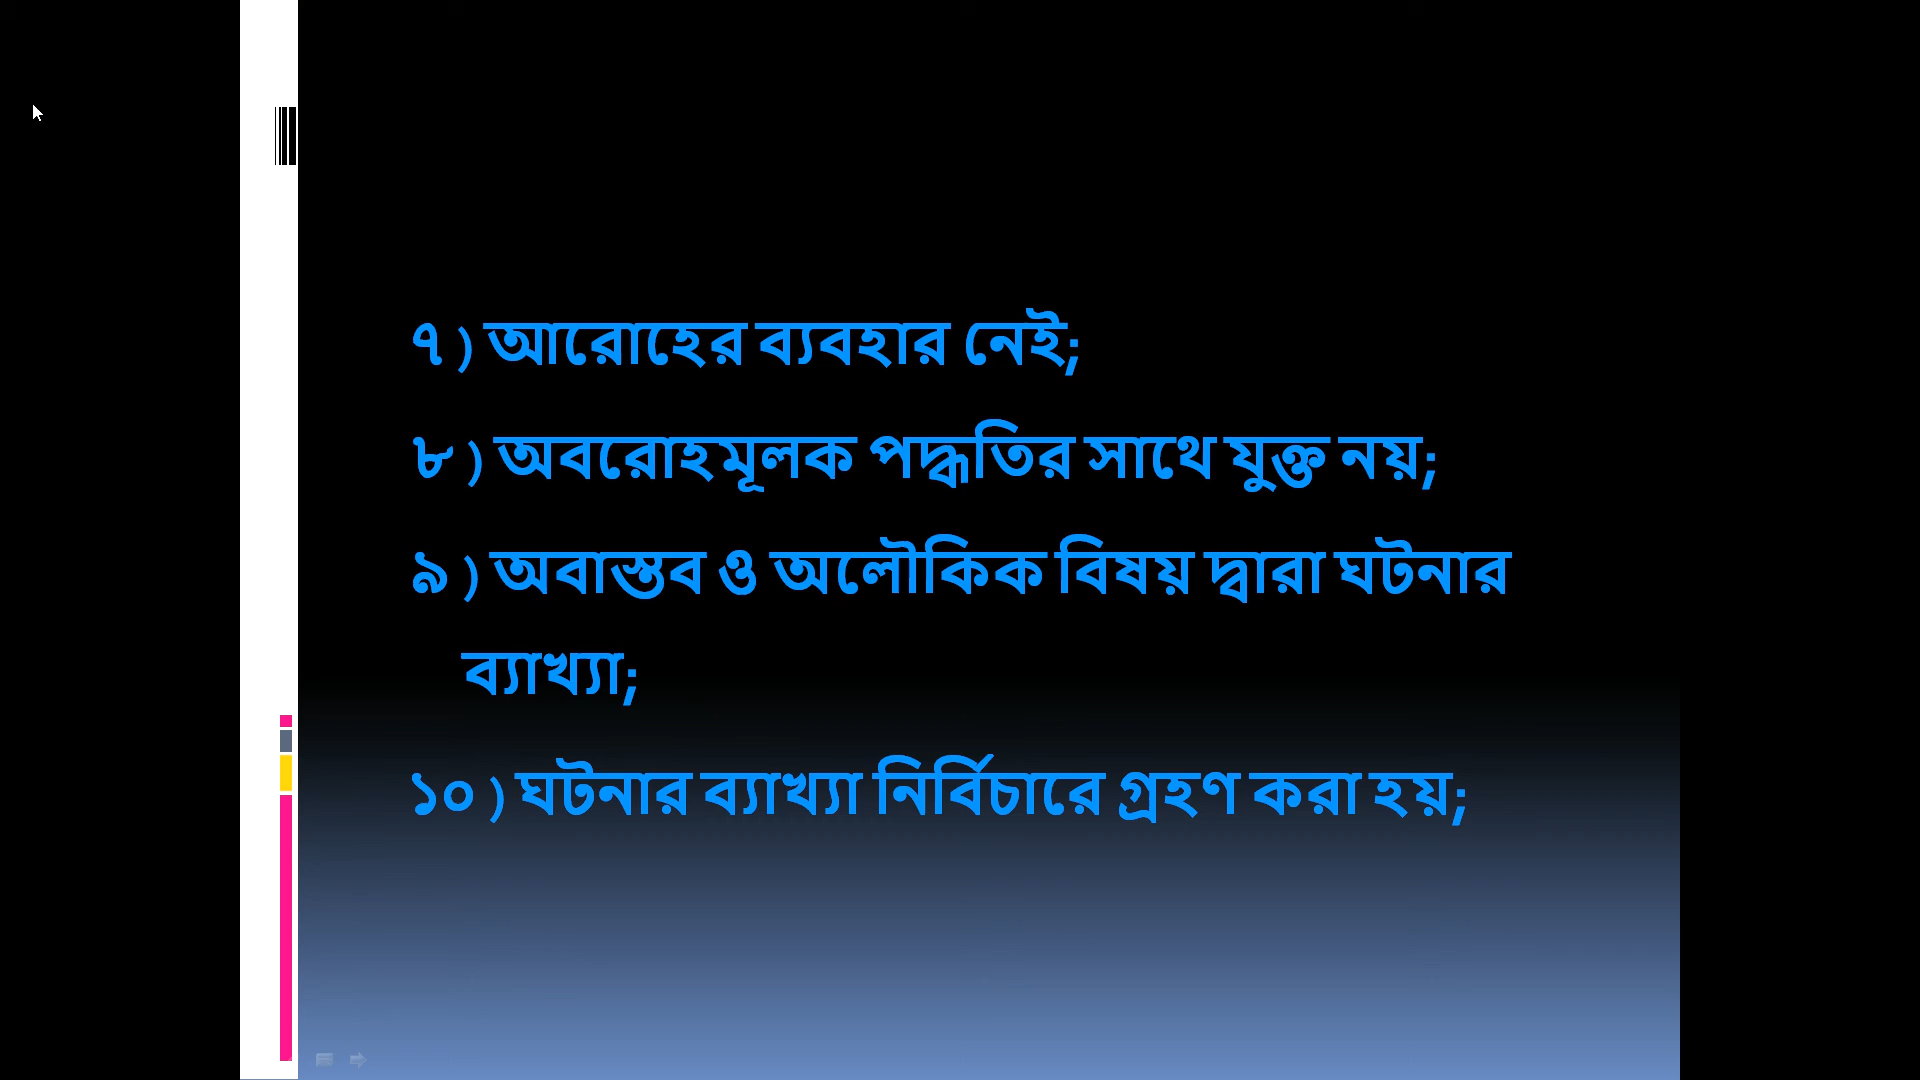 ৭ ) আরোহের ব্যবহার নেই;
৮ ) অবরোহমূলক পদ্ধতির সাথে যুক্ত নয়;
৯ ) অবাস্তব ও অলৌকিক বিষয় দ্বারা ঘটনার
ব্যাখ্যা;
১০ ) ঘটনার ব্যাখ্যা নির্বিচারে গ্রহণ করা হয়;